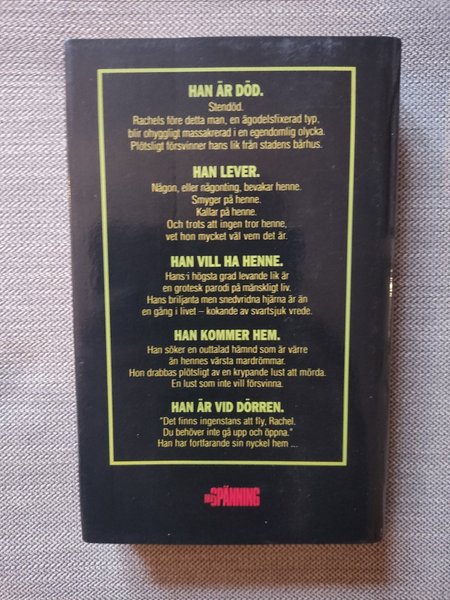 HAN ÄR DÖD.
Stendöd.
Rachels före detta man, en ägodelsfixerad typ,
blir ohyggligt massakrerad i en egendomlig olycka.
Plötsligt försvinner hans lik från stadens bårhus.
HAN LEVER.
Någon, eller någonting, bevakar henne.
Smyger på henne.
Kallar på henne.
Och trots att ingen tror henne,
vet hon mycket väl vem det är.
HAN VILL HA HENNE.
Hans i högsta grad levande lik är
en grotesk parodi på mänskligt liv.
Hans briljanta men snedvridna hjärna är än
en gång i livet – kokande av svartsjuk vrede.
HAN KOMMER HEM.
Han söker en outtalad hämnd som är värre
än hennes värsta mardrömmar.
Hon drabbas plötsligt av en krypande lust att mörda.
En lust som inte vill försvinna.
HAN ÄR VID DÖRREN.
"Det finns ingenstans att fly, Rachel.
Du behöver inte gå upp och öppna."
Han har fortfarande sin nyckel hem ...
SPÄNNING